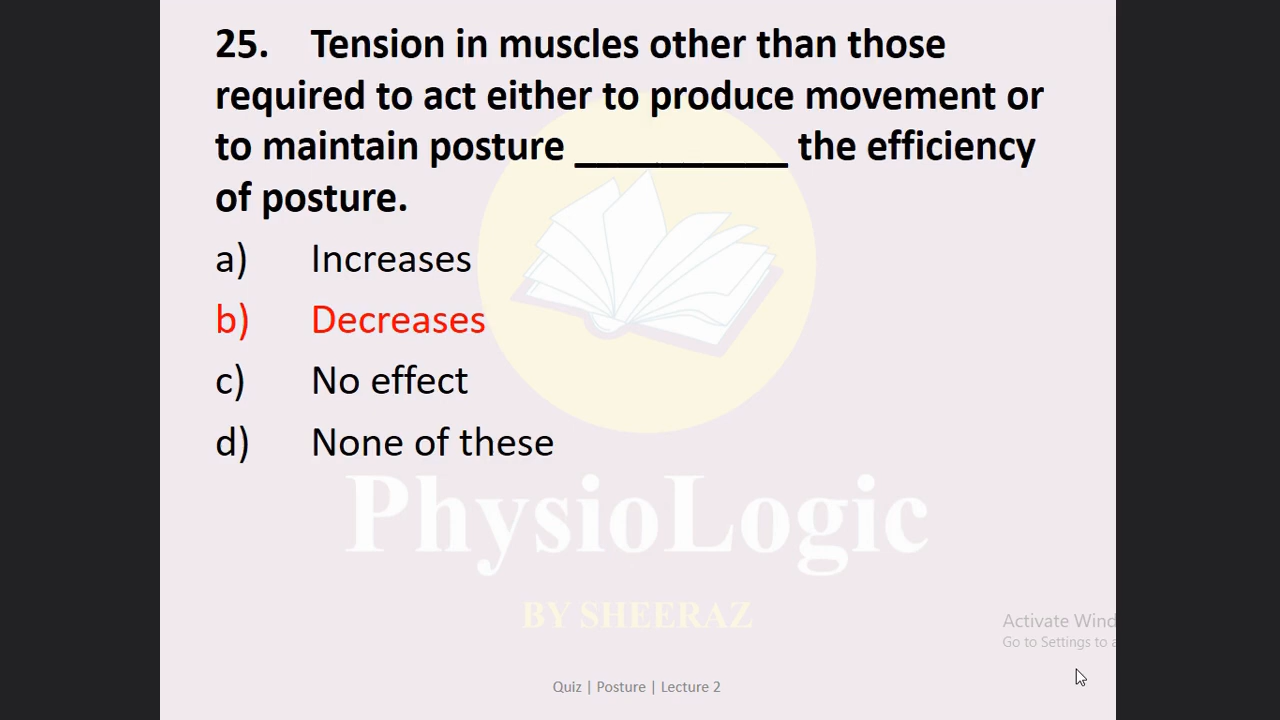 25. Tension in muscles other than those
required to act either to produce movement or
to maintain posture __________ the efficiency
of posture.
a) Increases
b) Decreases
c) No effect
d) None of these
PhysioLogic
BY SHEERAZ
Activate Wind
Go to Settings to a
Quiz | Posture | Lecture 2